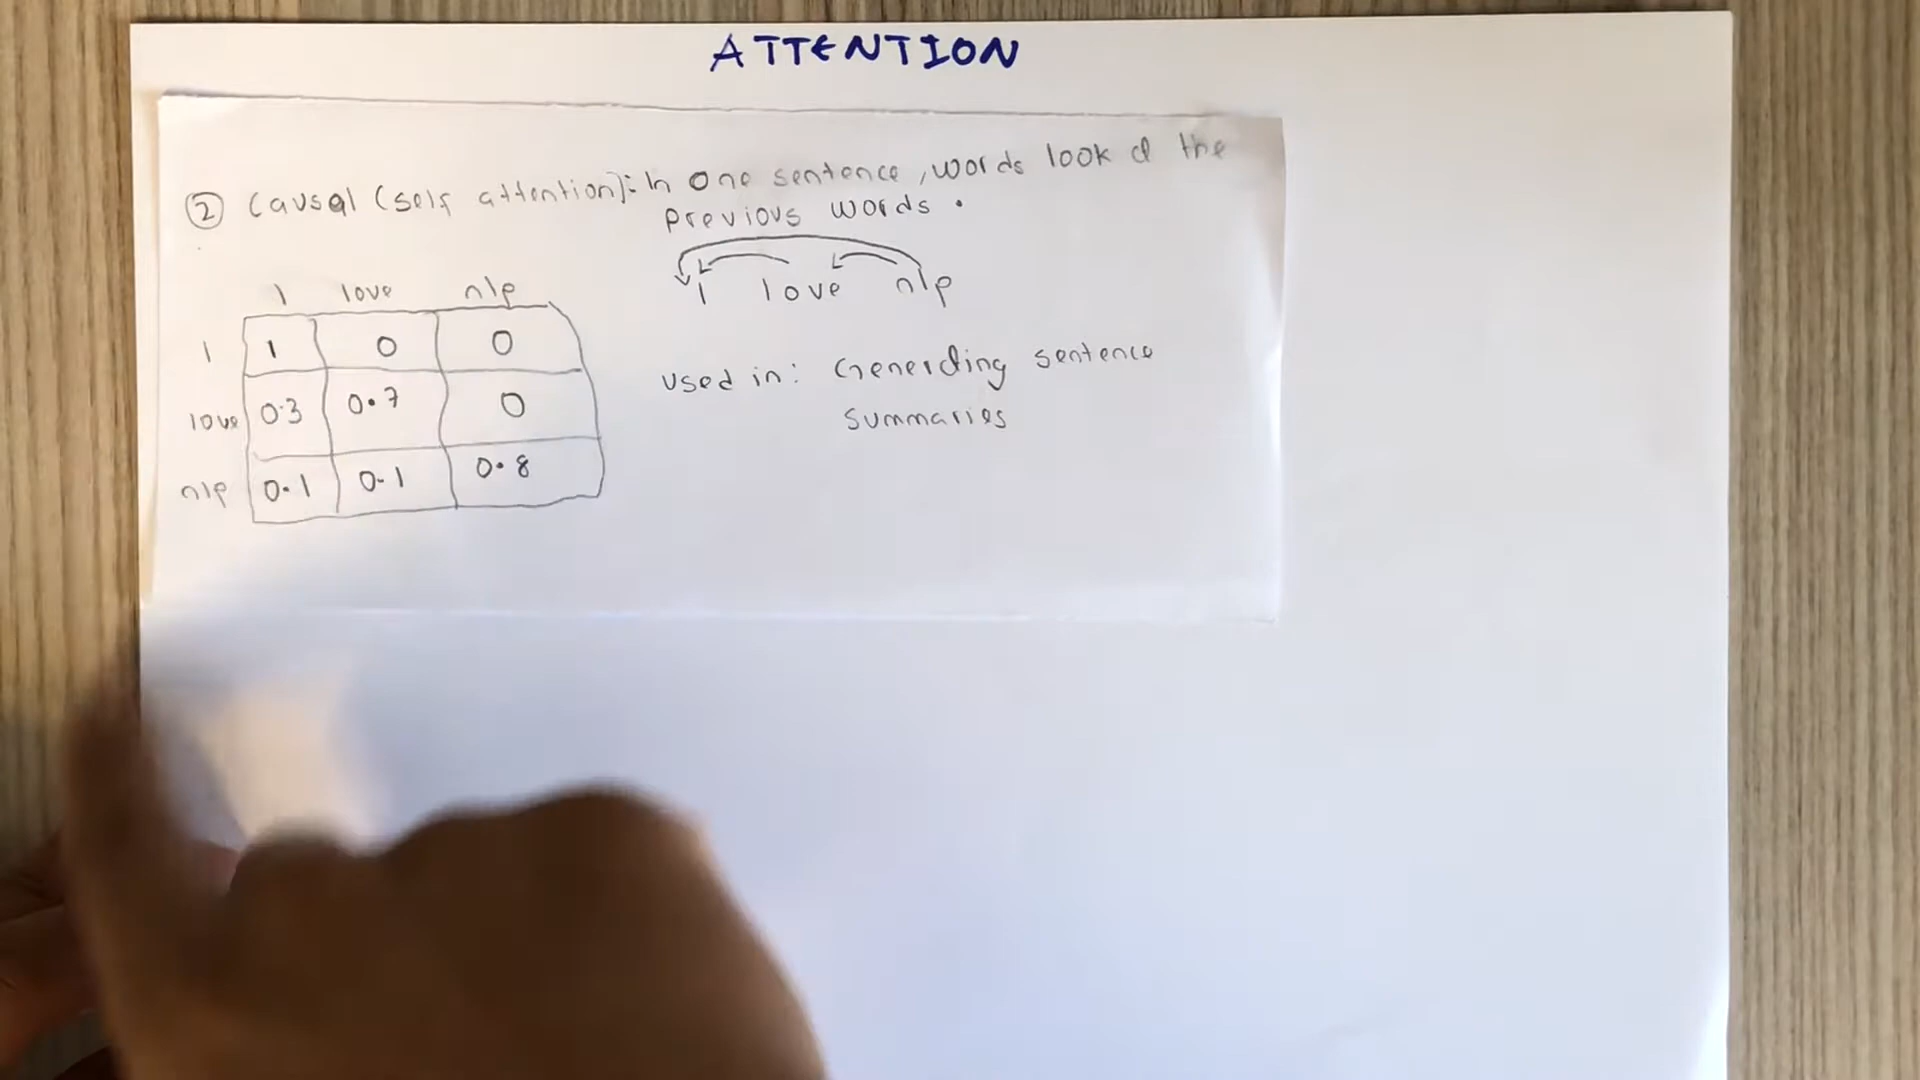 ATTENTION
② Causal (self attention): In one sentence, words look at the
previous words.
I love nlp
I love nlp
I 1 0 0
love 0.3 0.7 0
nlp 0.1 0.1 0.8
used in: Generating sentence
summaries